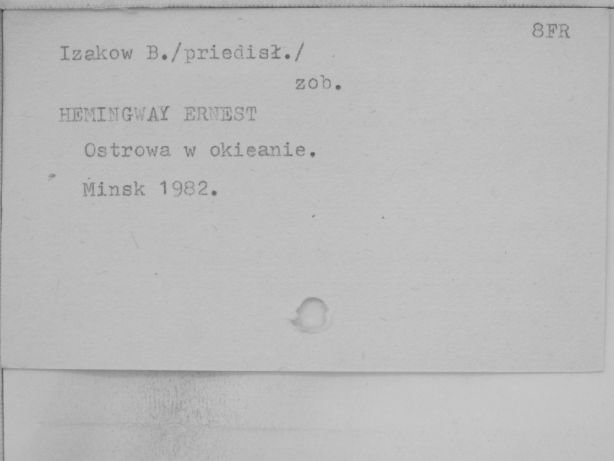 8FR
Izakow B./priedisł./
zob.
HEMINGWAY ERNEST
Ostrowa w okieanie.
Minsk 1982.